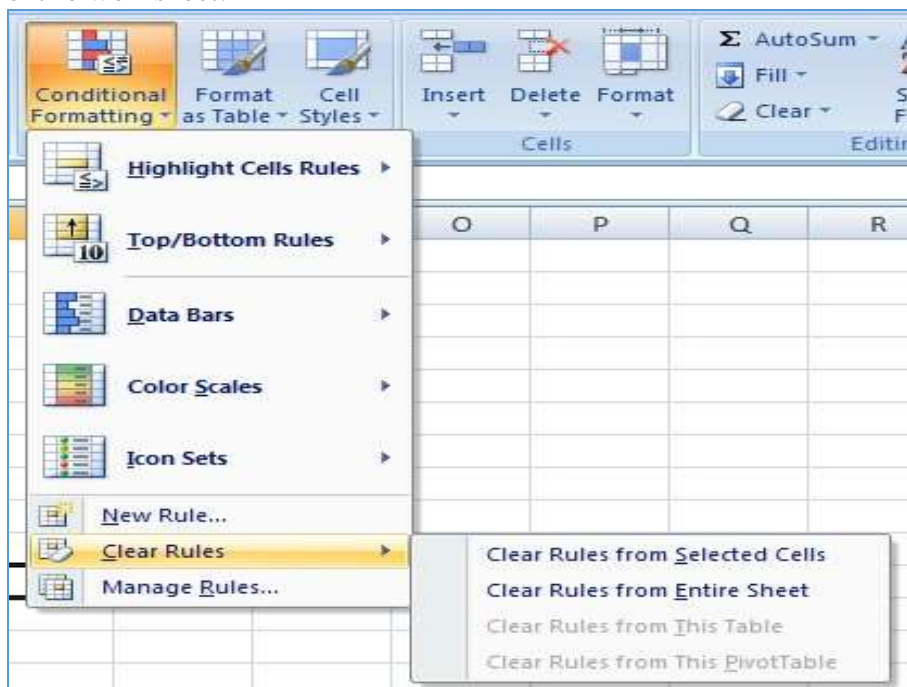 Conditional Formatting
Format as Table
Cell Styles
Insert
Delete
Format
Σ AutoSum
Fill
Clear
Cells
Highlight Cells Rules
Top/Bottom Rules
10
Data Bars
Color Scales
Icon Sets
New Rule...
Clear Rules
Manage Rules...
O P Q R
Clear Rules from Selected Cells
Clear Rules from Entire Sheet
Clear Rules from This Table
Clear Rules from This PivotTable